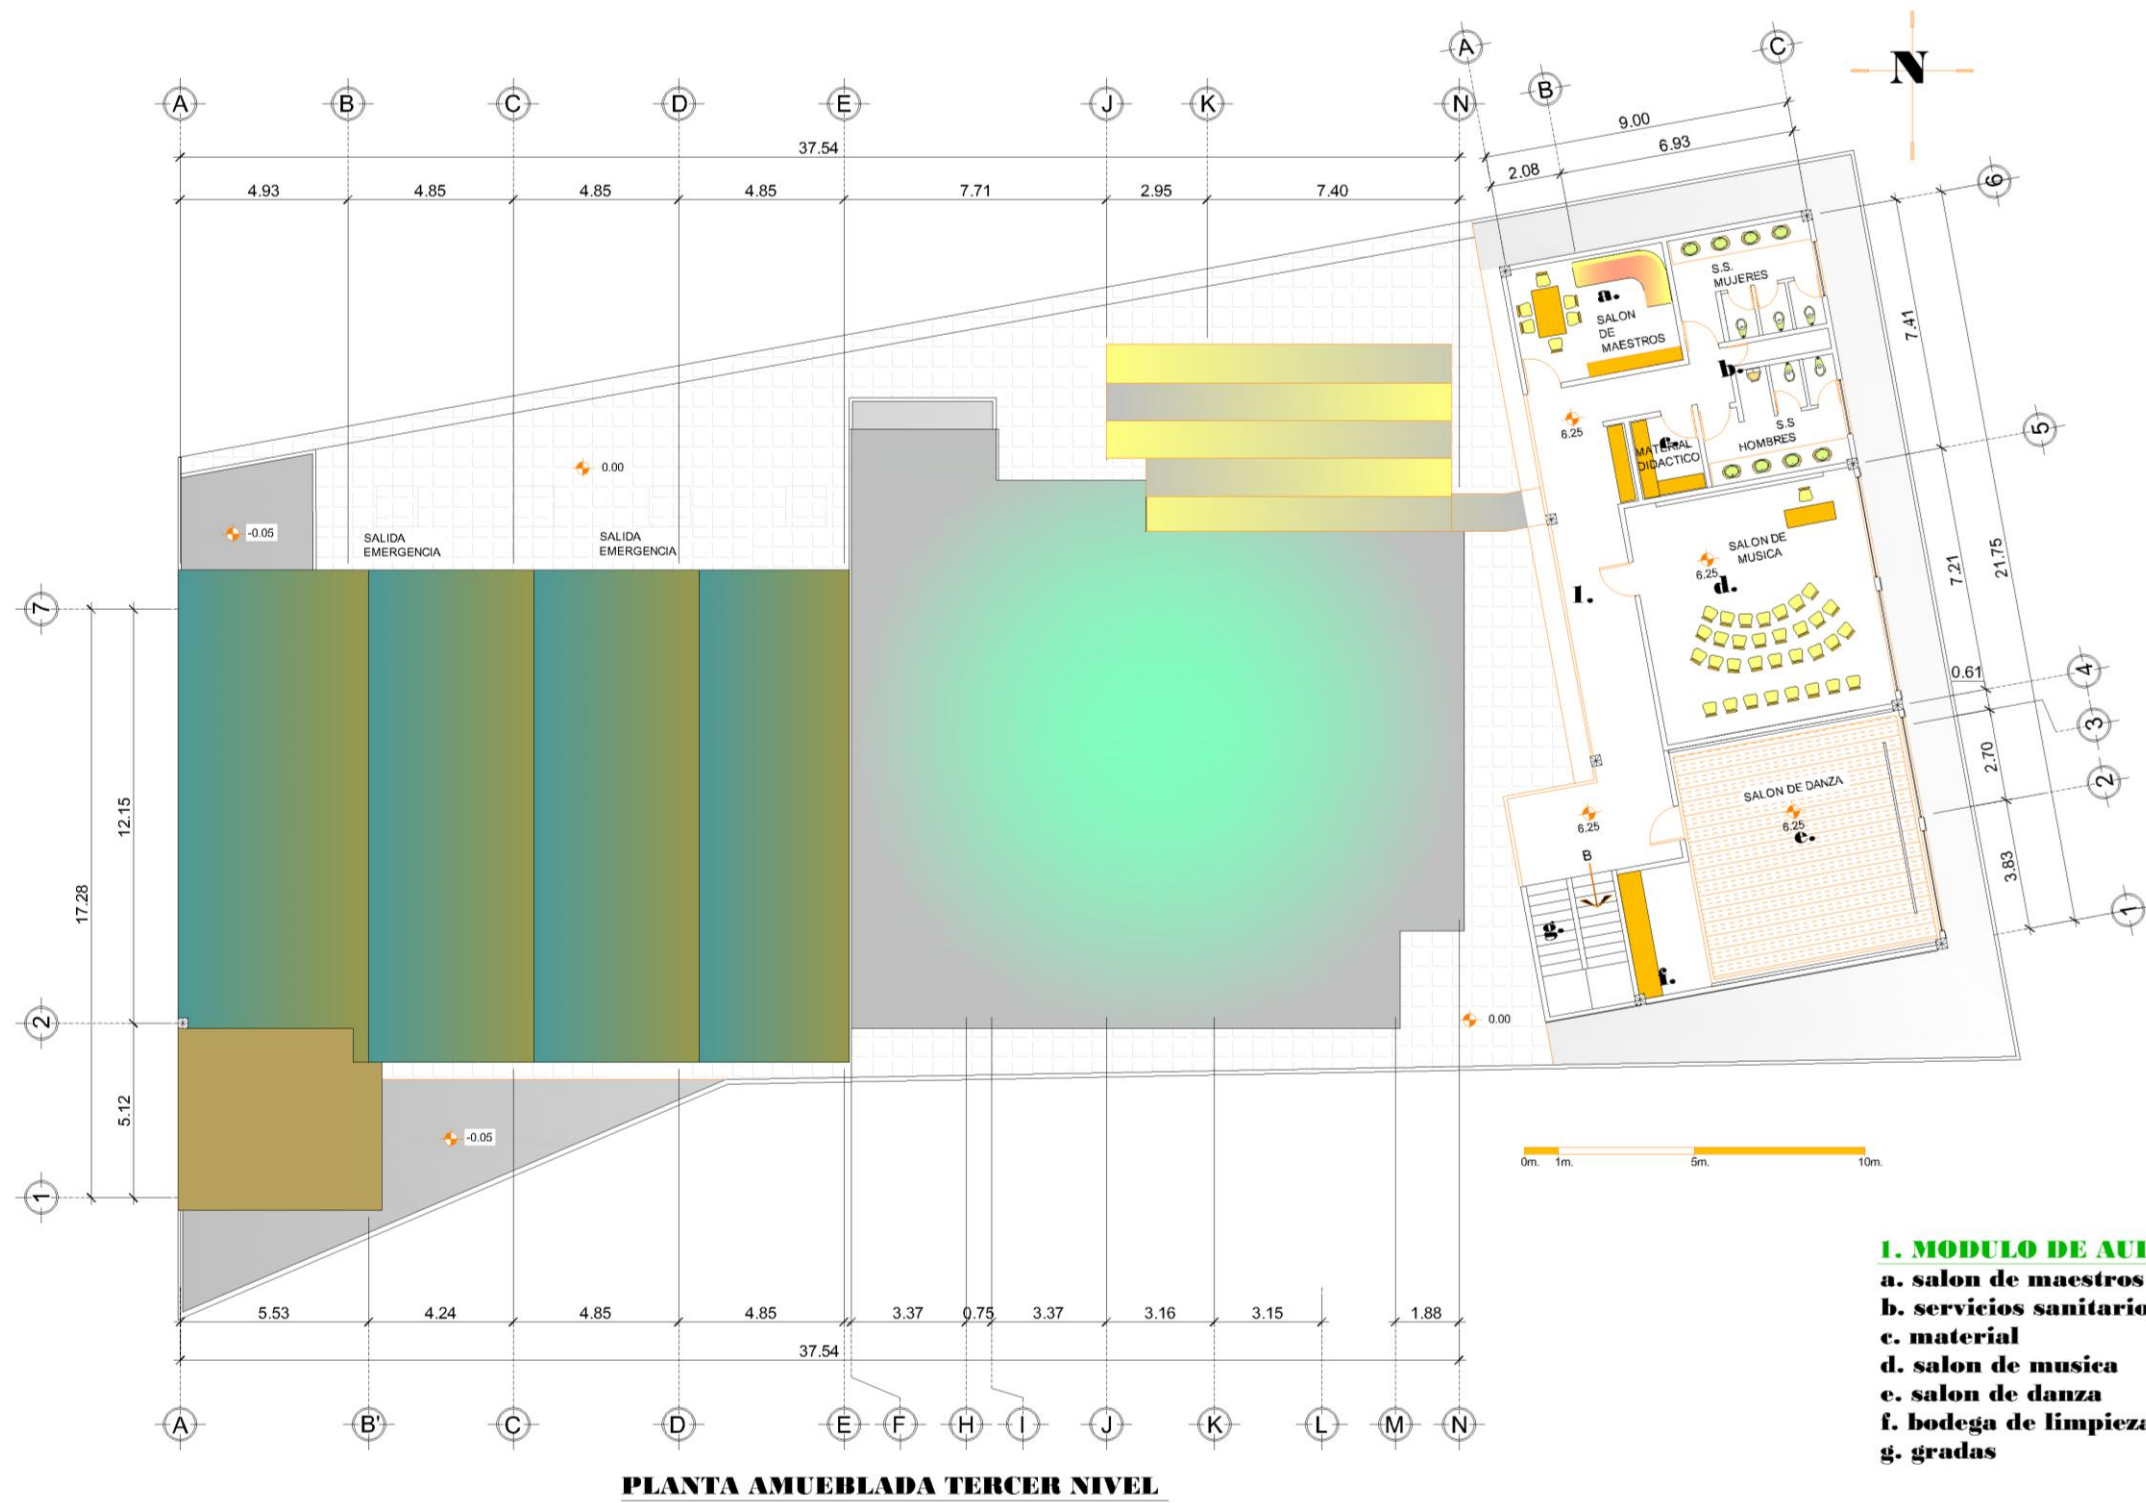 A B C D E J K N
A B C
N
37.54
4.93 4.85 4.85 4.85 7.71 2.95 7.40
9.00
2.08 6.93
6
7.41
21.75
5
7.21
0.61
4
3
2.70
2
3.83
1
S.S.
MUJERES
a.
SALON
DE
MAESTROS
b.
6.25
c.
MATERIAL
DIDACTICO
S.S
HOMBRES
SALON DE
MUSICA
6.25
d.
1.
SALON DE DANZA
6.25
e.
6.25
B
g.
f.
0.00
-0.05
SALIDA
EMERGENCIA
SALIDA
EMERGENCIA
7
12.15
17.28
2
5.12
1
-0.05
0.00
0m. 1m. 5m. 10m.
5.53 4.24 4.85 4.85 3.37 0.75 3.37 3.16 3.15 1.88
37.54
A B' C D E F H I J K L M N
1. MODULO DE AU
a. salon de maestros
b. servicios sanitario
c. material
d. salon de musica
e. salon de danza
f. bodega de limpieza
g. gradas
PLANTA AMUEBLADA TERCER NIVEL